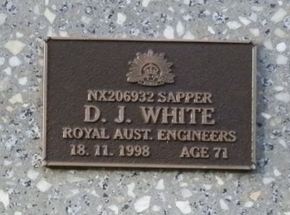 NX206932 SAPPER
D. J. WHITE
ROYAL AUST. ENGINEERS
18. 11. 1998 AGE 71